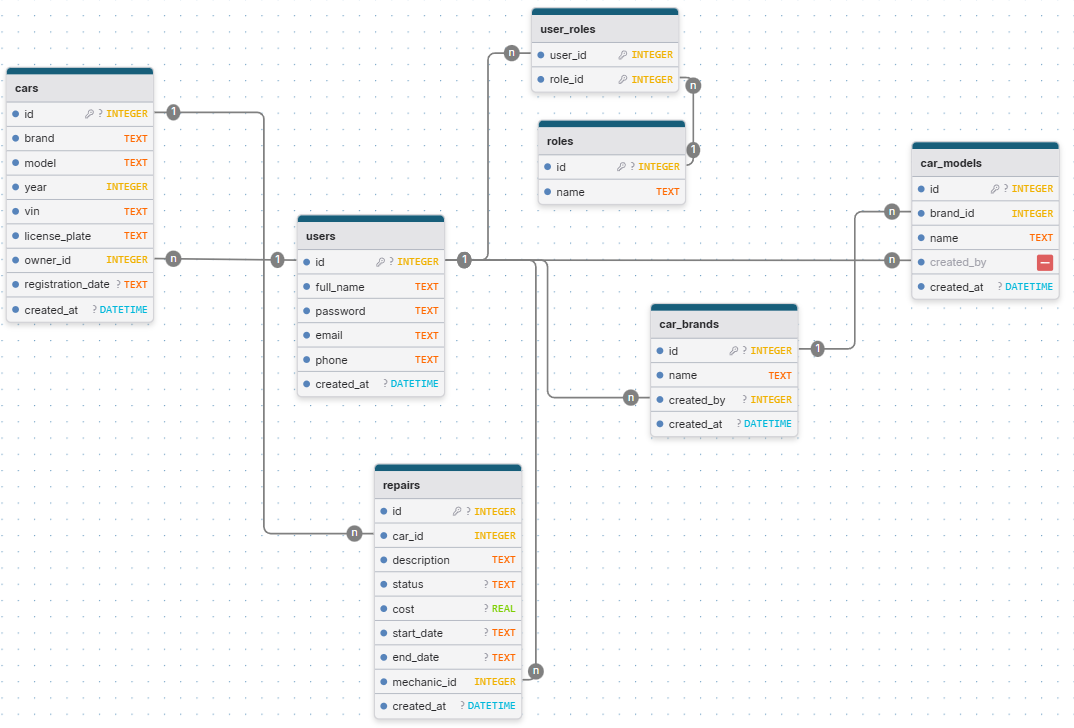 cars
id ? INTEGER
brand TEXT
model TEXT
year INTEGER
vin TEXT
license_plate TEXT
owner_id INTEGER
registration_date ? TEXT
created_at ? DATETIME
1
n
users
id ? INTEGER
full_name TEXT
password TEXT
email TEXT
phone TEXT
created_at ? DATETIME
1
1
user_roles
user_id INTEGER
role_id INTEGER
n
n
roles
id ? INTEGER
name TEXT
1
car_models
id ? INTEGER
brand_id INTEGER
name TEXT
created_by
created_at ? DATETIME
n
n
car_brands
id ? INTEGER
name TEXT
created_by ? INTEGER
created_at ? DATETIME
1
n
repairs
id ? INTEGER
car_id INTEGER
description TEXT
status ? TEXT
cost ? REAL
start_date ? TEXT
end_date ? TEXT
mechanic_id INTEGER
created_at ? DATETIME
n
n